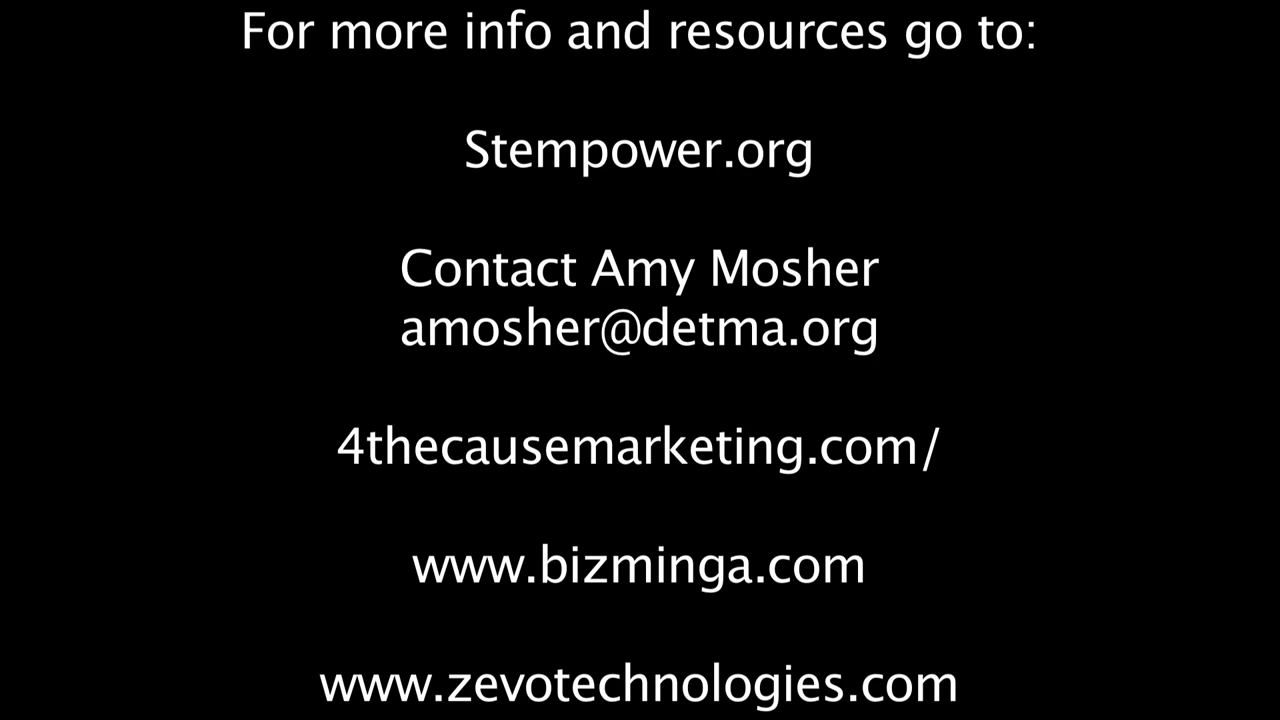 For more info and resources go to:
Stempower.org
Contact Amy Mosher
amosher@detma.org
4thecausemarketing.com/
www.bizminga.com
www.zevotechnologies.com